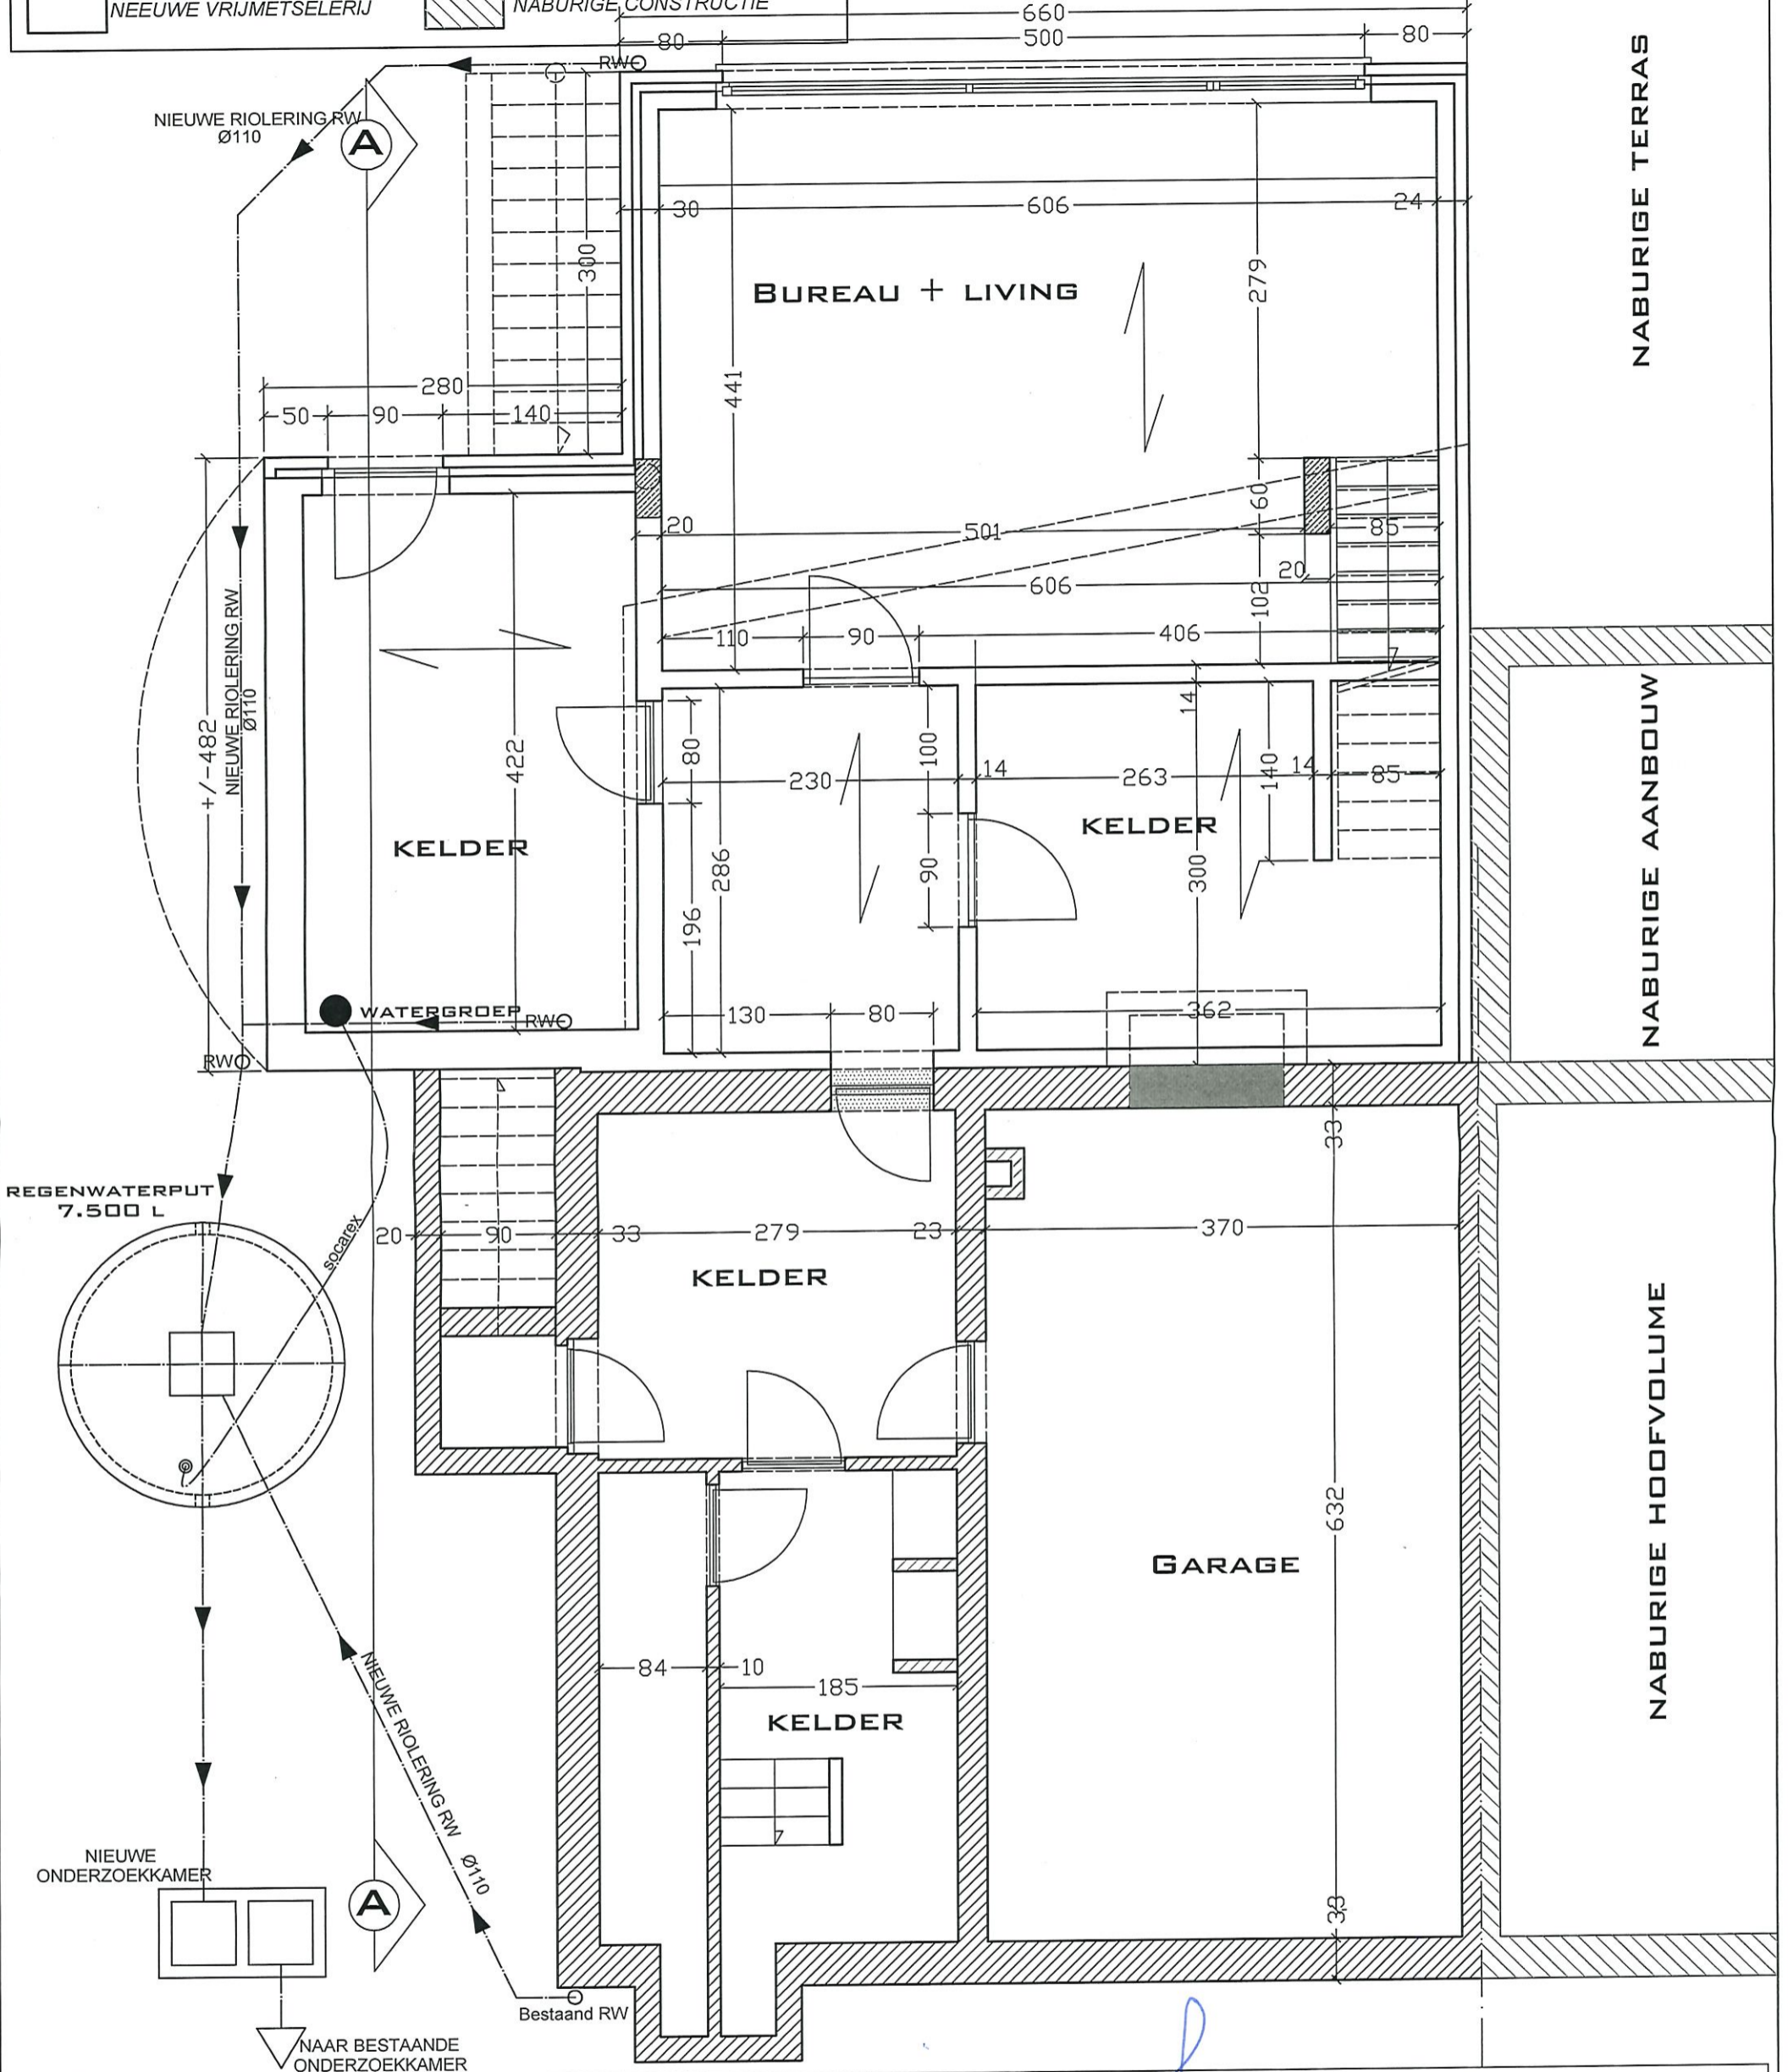 NEEUWE VRIJMETSELERIJ
NABURIGE CONSTRUCTIE
660
80 500 80
RW
NIEUWE RIOLERING RW
Ø110
A
30 606 24
300
279
BUREAU + LIVING
NABURIGE TERRAS
280
50 90 140
441
60
20 501 85
20
606
102
110 90 406
+/-482
NIEUWE RIOLERING RW
Ø110
422
80
100
14
230 14 263 140 14 85
KELDER
KELDER
286
90
300
196
NABURIGE AANBOUW
WATERGROEP
RW
130 80 362
RW
33
REGENWATERPUT
7.500 L
socarex
20 90 33 279 23 370
KELDER
NABURIGE HOOFVOLUME
632
GARAGE
84 10
185
KELDER
NIEUWE RIOLERING RW Ø110
NIEUWE
ONDERZOEKKAMER
A
33
Bestaand RW
NAAR BESTAANDE
ONDERZOEKKAMER